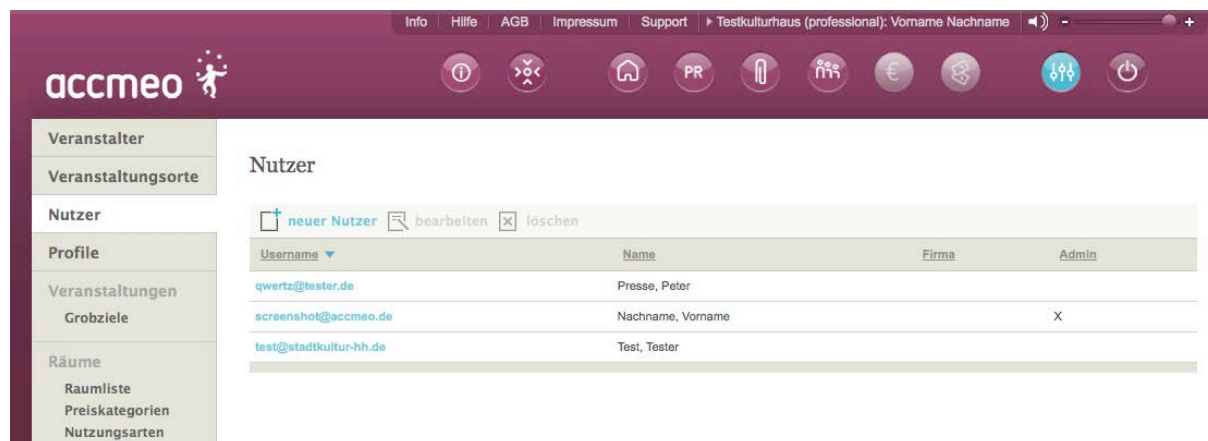 Info Hilfe AGB Impressum Support Testkulturhaus (professional): Vorname Nachname - +
accmeo PR €
Veranstalter
Veranstaltungsorte
Nutzer
Profile
Veranstaltungen
Grobziele
Räume
Raumliste
Preiskategorien
Nutzungsarten
Nutzer
neuer Nutzer bearbeiten löschen
Username Name Firma Admin
qwertz@tester.de Presse, Peter
screenshot@accmeo.de Nachname, Vorname X
test@stadtkultur-hh.de Test, Tester